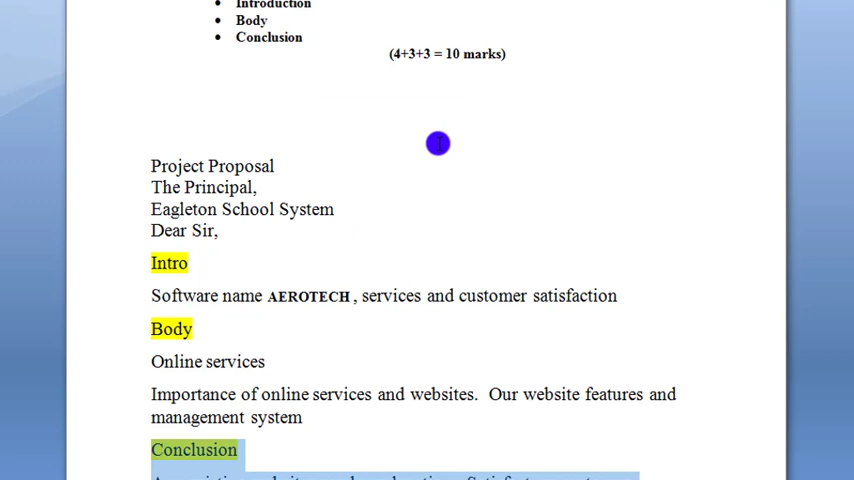 • Introduction
• Body
• Conclusion
(4+3+3 = 10 marks)
Project Proposal
The Principal,
Eagleton School System
Dear Sir,
Intro
Software name AEROTECH , services and customer satisfaction
Body
Online services
Importance of online services and websites. Our website features and
management system
Conclusion